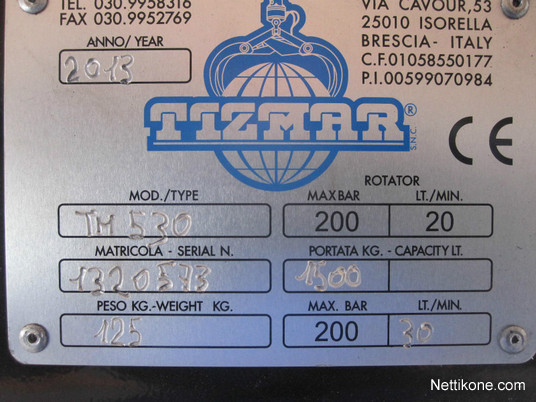 TEL. 030.9958316
FAX 030.9952769
VIA CAVOUR,53
25010 ISORELLA
BRESCIA- ITALY
C.F.01058550177
P.I.00599070984
ANNO/ YEAR
2013
TIZMAR ®
S.N.C.
CE
MOD./TYPE
TM 530
ROTATOR
MAX BAR LT./MIN.
200 20
MATRICOLA - SERIAL N.
1320573
PORTATA KG. - CAPACITY LT.
1500
PESO KG.-WEIGHT KG.
125
MAX. BAR LT./MIN.
200 30
Nettikone.com